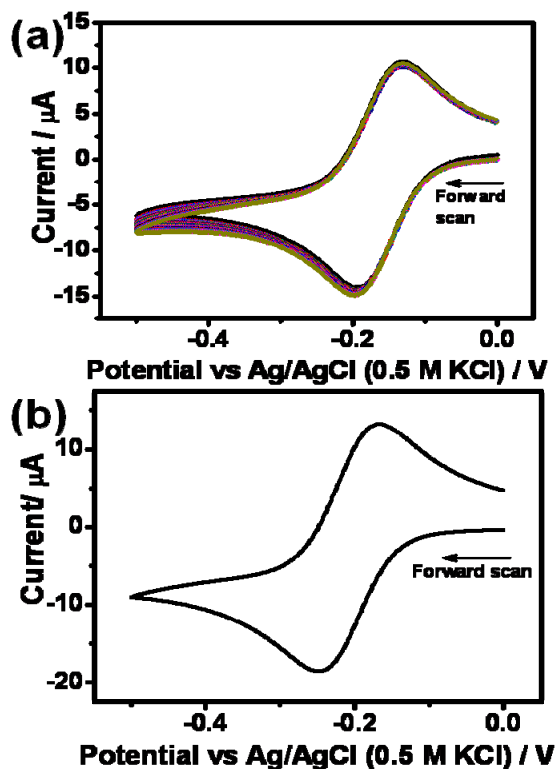 (a)
Current / μA
15
10
5
0
-5
-10
-15
Forward
scan
-0.4
-0.2
0.0
Potential vs Ag/AgCl (0.5 M KCl) / V
(b)
Current/ μA
10
0
-10
-20
Forward scan
-0.4
-0.2
0.0
Potential vs Ag/AgCl (0.5 M KCl) / V